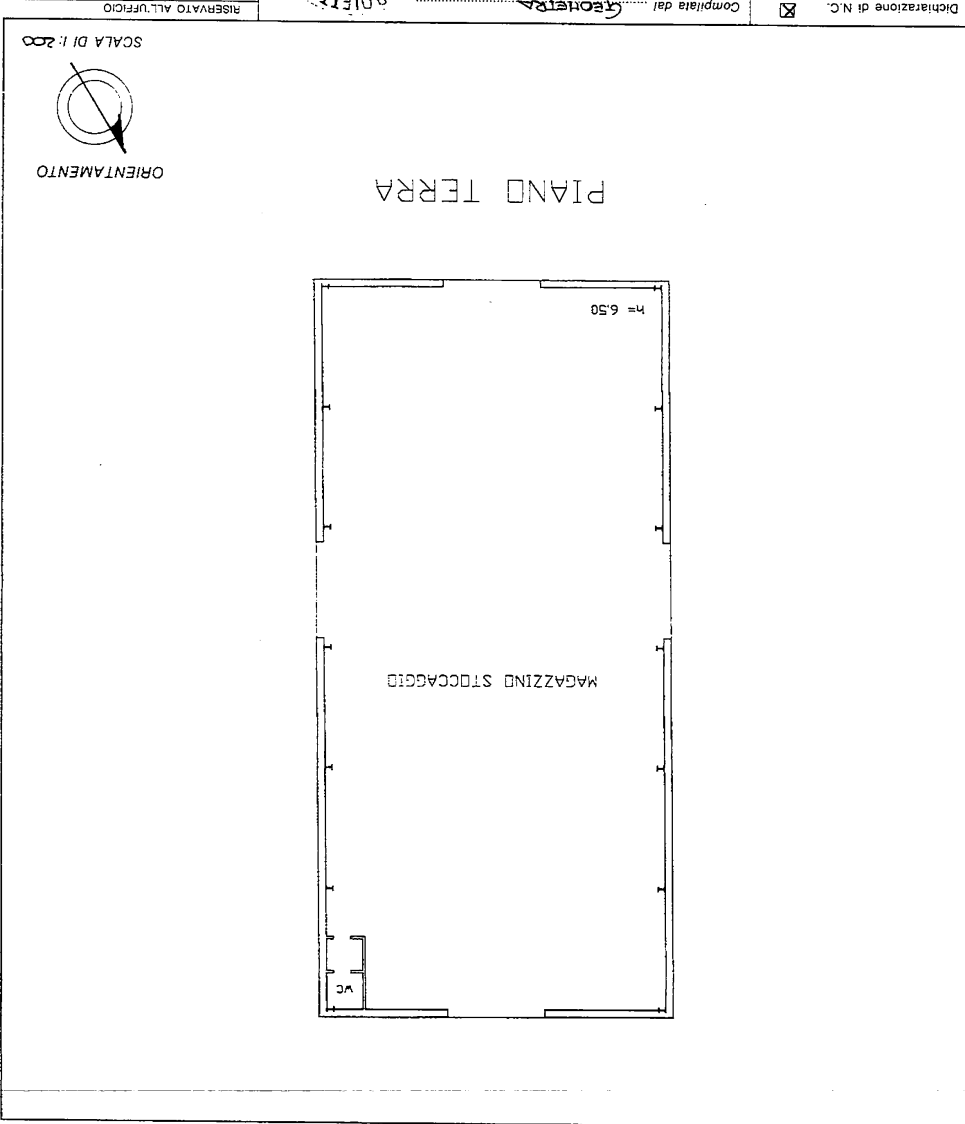 WC
MAGAZZINO STOCCAGGIO
h= 6.50
PIANO TERRA
ORIENTAMENTO
SCALA DI 1:200
Dichiarazione di N.C.
Compilata dal GEOMETRA
RISERVATO ALL'UFFICIO